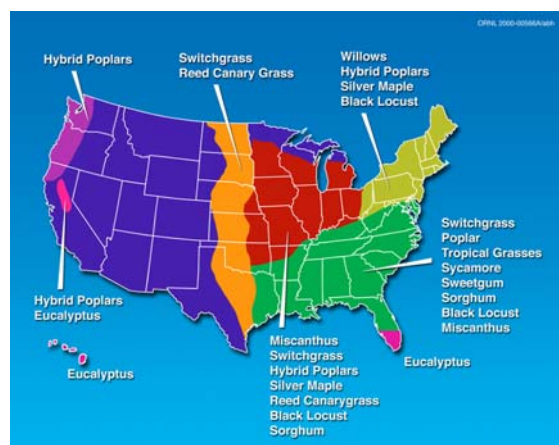 ORNL 2000-00566A/abh
Hybrid Poplars
Switchgrass
Reed Canary Grass
Willows
Hybrid Poplars
Silver Maple
Black Locust
Switchgrass
Poplar
Tropical Grasses
Sycamore
Sweetgum
Sorghum
Black Locust
Miscanthus
Hybrid Poplars
Eucalyptus
Eucalyptus
Miscanthus
Switchgrass
Hybrid Poplars
Silver Maple
Reed Canarygrass
Black Locust
Sorghum
Eucalyptus